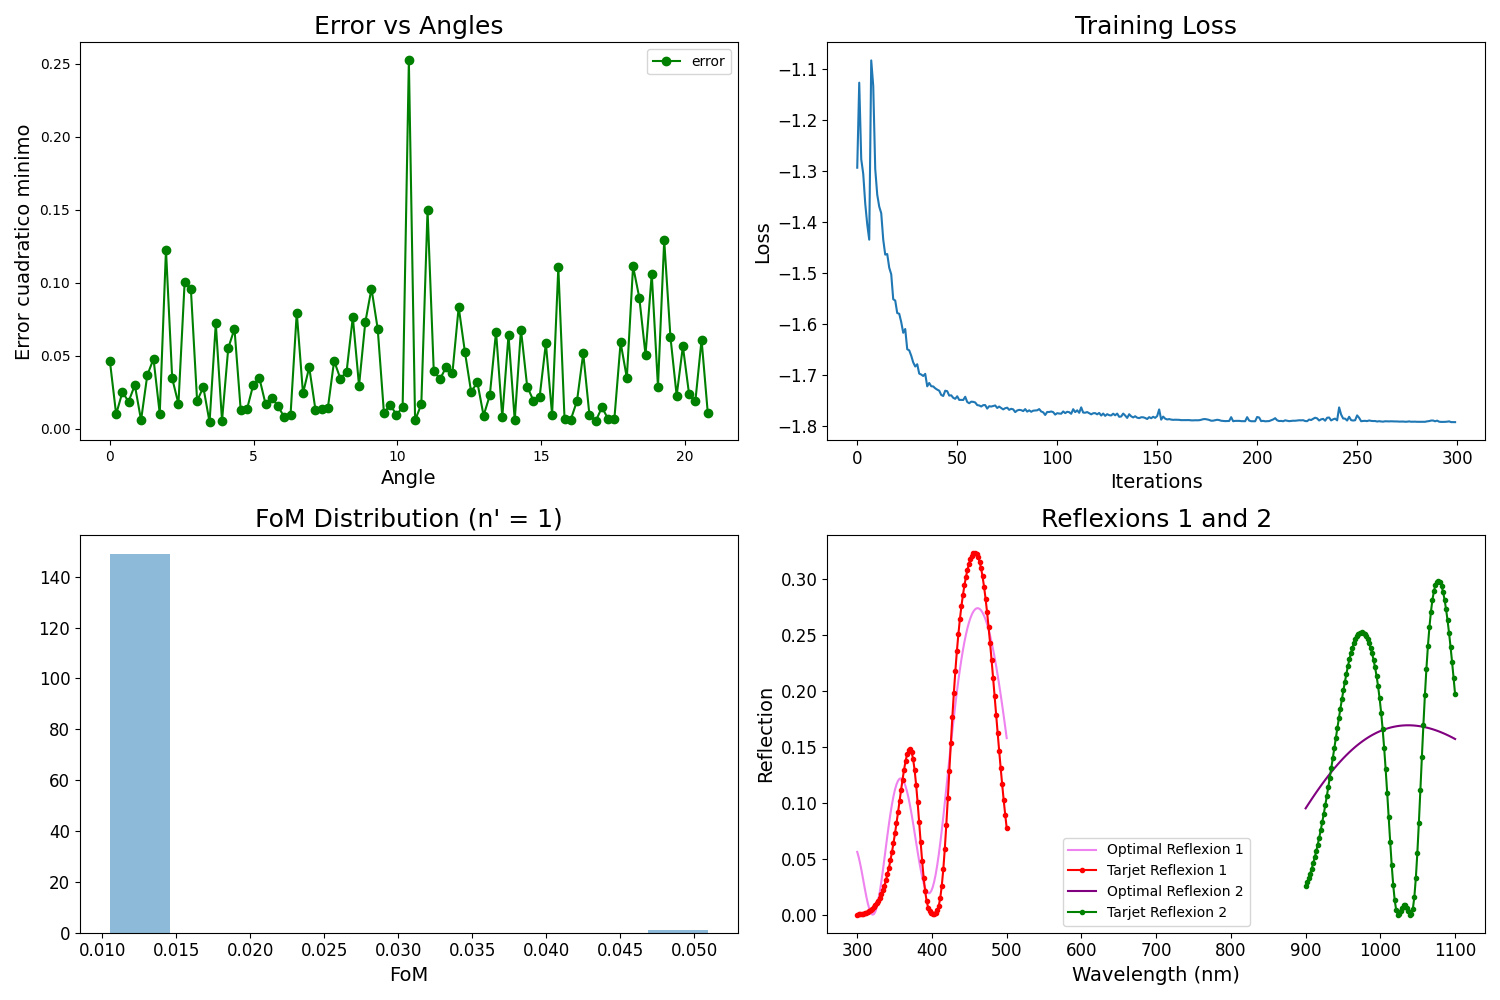 Error vs Angles
Error cuadratico minimo
0.25
0.20
0.15
0.10
0.05
0.00
error
0 5 10 15 20
Angle
Training Loss
Loss
−1.1
−1.2
−1.3
−1.4
−1.5
−1.6
−1.7
−1.8
0 50 100 150 200 250 300
Iterations
FoM Distribution (n' = 1)
140
120
100
80
60
40
20
0
0.010 0.015 0.020 0.025 0.030 0.035 0.040 0.045 0.050
FoM
Reflexions 1 and 2
Reflection
0.30
0.25
0.20
0.15
0.10
0.05
0.00
Optimal Reflexion 1
Tarjet Reflexion 1
Optimal Reflexion 2
Tarjet Reflexion 2
300 400 500 600 700 800 900 1000 1100
Wavelength (nm)